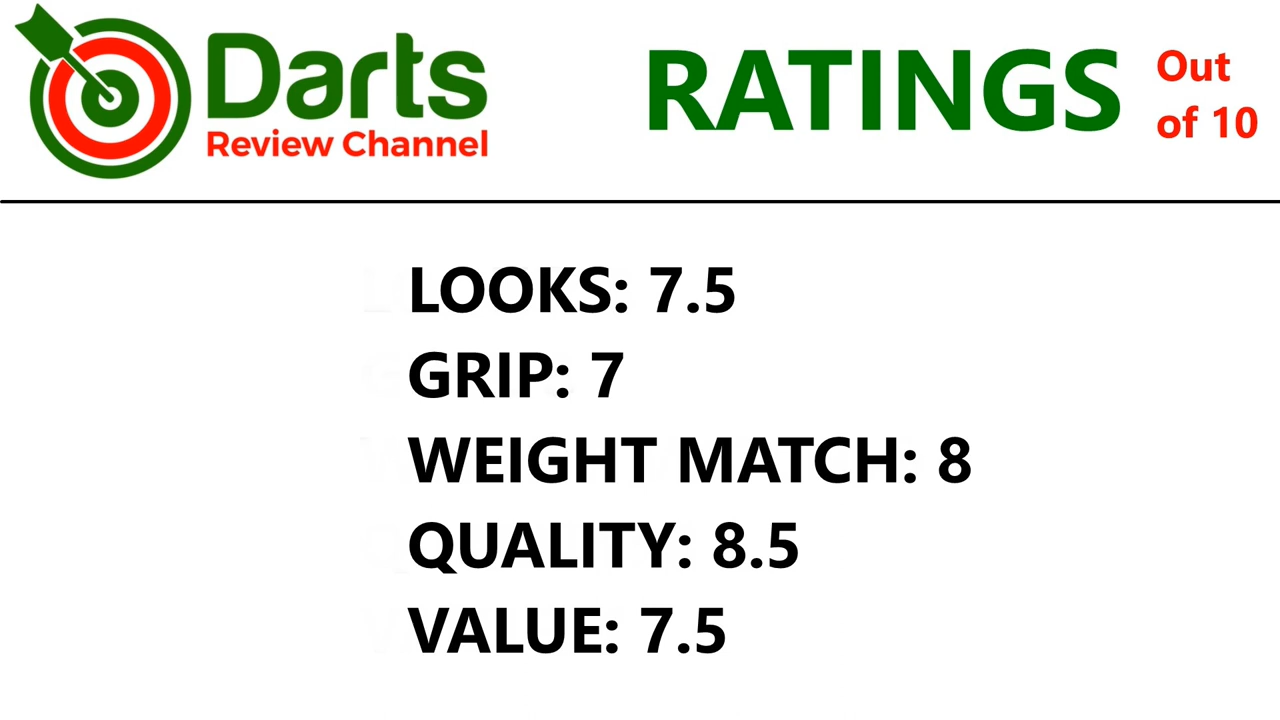 Darts
Review Channel
RATINGS
Out
of 10
LOOKS: 7.5
GRIP: 7
WEIGHT MATCH: 8
QUALITY: 8.5
VALUE: 7.5